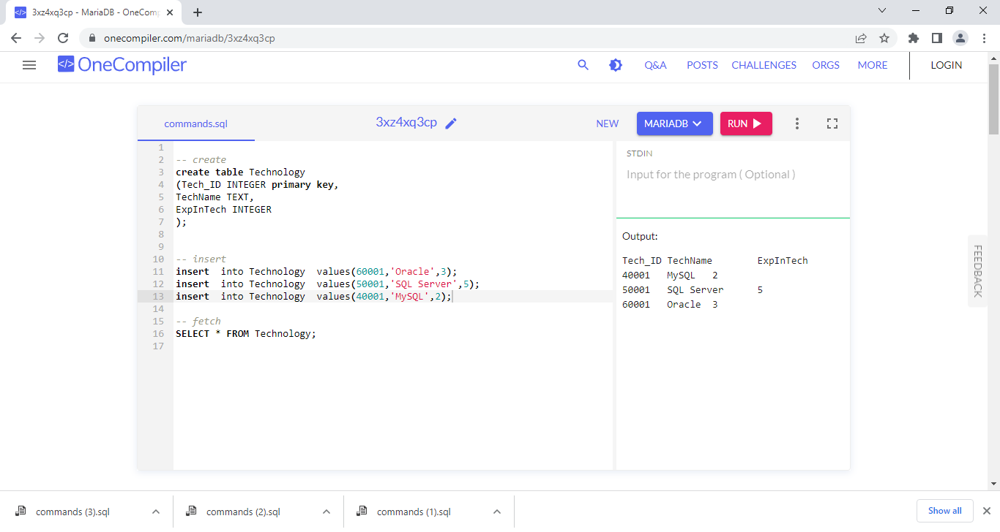 3xz4xq3cp - MariaDB - OneComp
onecompiler.com/mariadb/3xz4xq3cp
</> OneCompiler
Q&A POSTS CHALLENGES ORGS MORE LOGIN
commands.sql 3xz4xq3cp NEW MARIADB RUN
1
2 -- create
3 create table Technology
4 (Tech_ID INTEGER primary key,
5 TechName TEXT,
6 ExpInTech INTEGER
7 );
8
9
10 -- insert
11 insert  into Technology  values(60001,'Oracle',3);
12 insert  into Technology  values(50001,'SQL Server',5);
13 insert  into Technology  values(40001,'MySQL',2);
14
15 -- fetch
16 SELECT * FROM Technology;
17
STDIN
Input for the program ( Optional )
Output:
Tech_ID TechName        ExpInTech
40001   MySQL   2
50001   SQL Server      5
60001   Oracle  3
FEEDBACK
commands (3).sql commands (2).sql commands (1).sql Show all